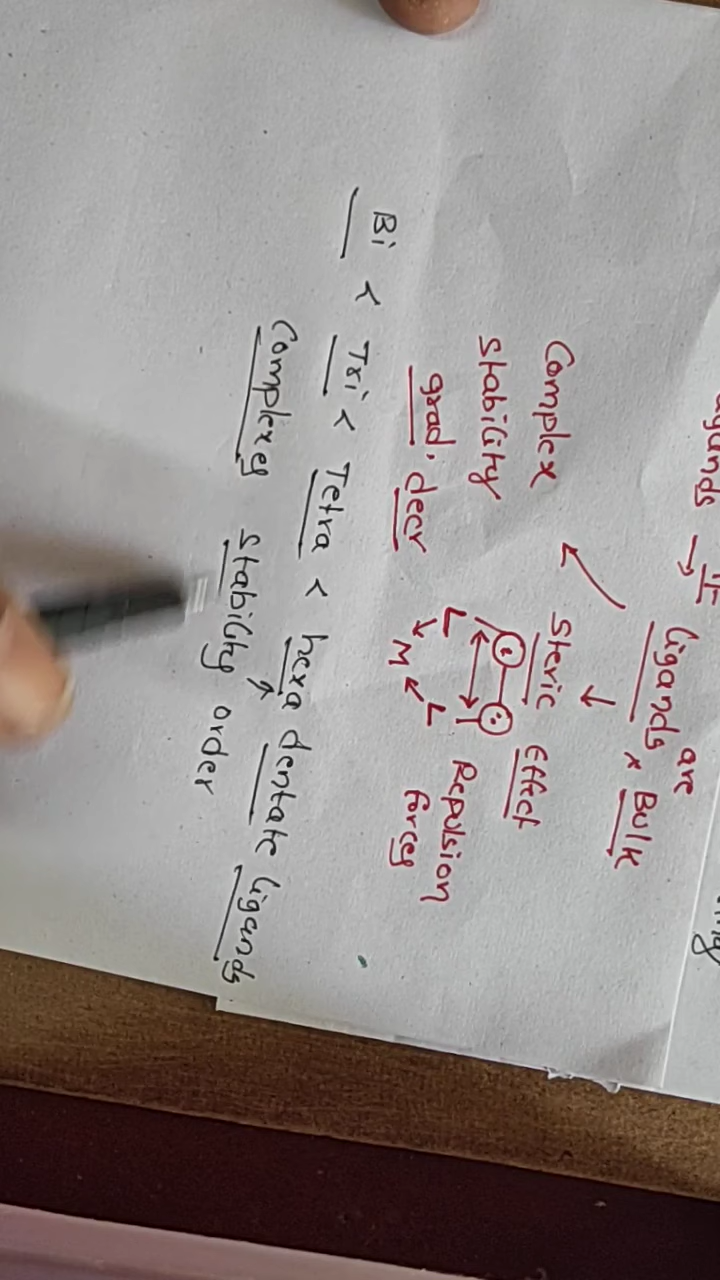 ligands → If ligands are
* Bulk
Steric Effect
Complex
stability
grad. decr
Repulsion
forces
L L
M
Bi < Tri < Tetra < hexa dentate ligands
Complexes stability order